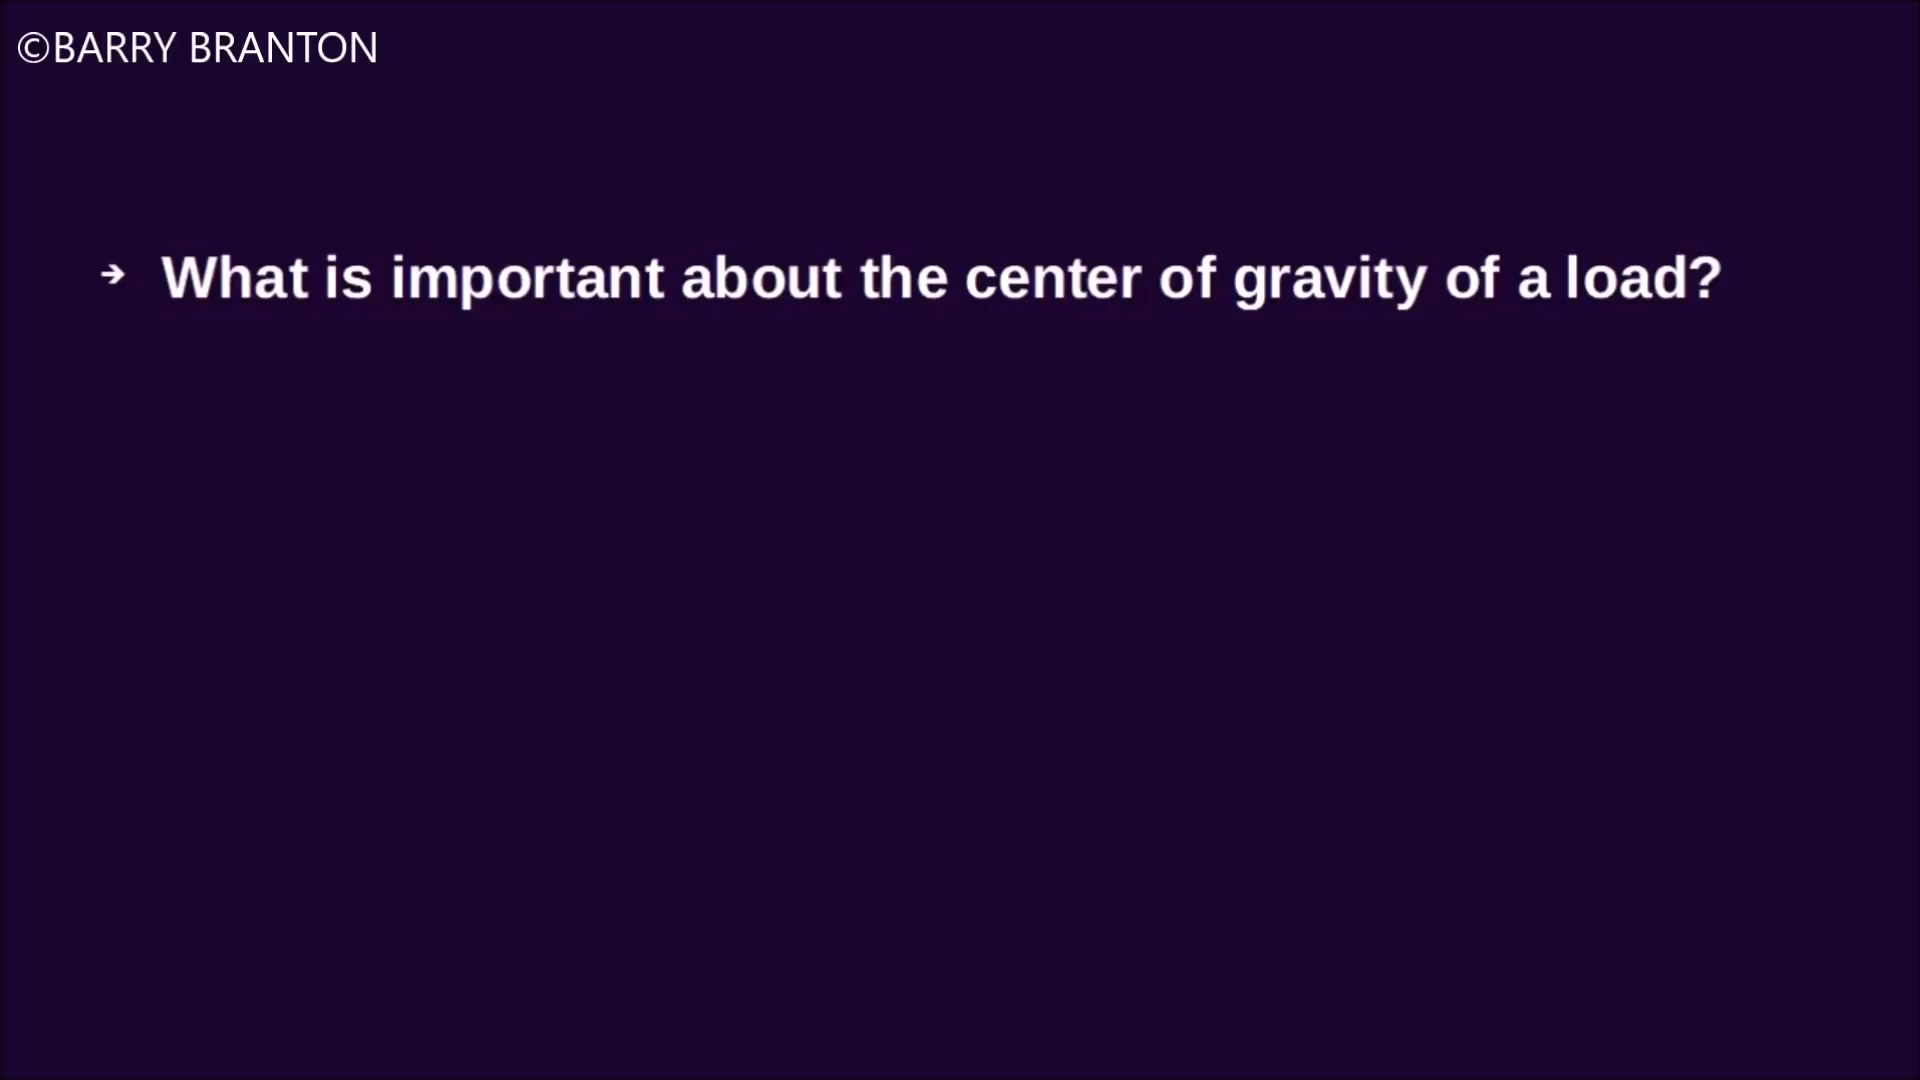 ©BARRY BRANTON
➔ What is important about the center of gravity of a load?